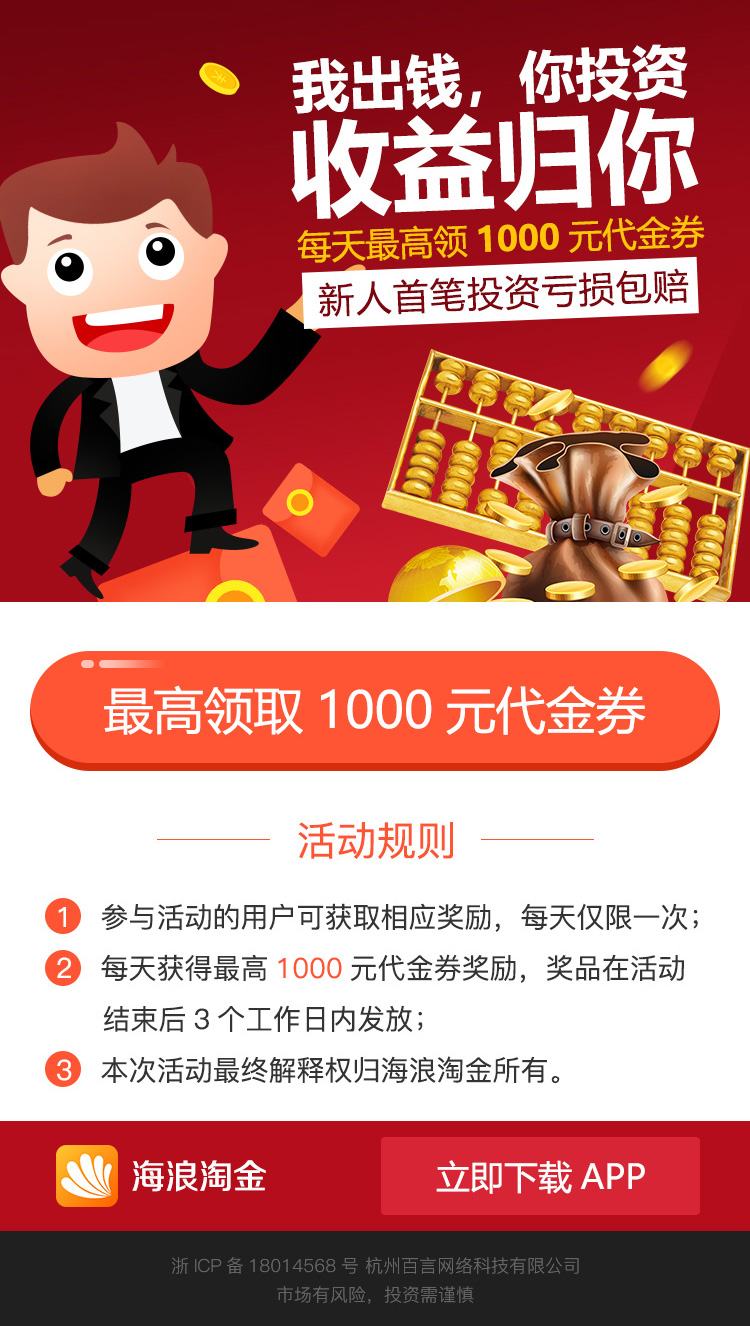 我出钱，你投资
收益归你
每天最高领 1000 元代金券
新人首笔投资亏损包赔
最高领取 1000 元代金券
活动规则
1 参与活动的用户可获取相应奖励，每天仅限一次；
2 每天获得最高 1000 元代金券奖励，奖品在活动
结束后 3 个工作日内发放；
3 本次活动最终解释权归海浪淘金所有。
海浪淘金
立即下载 APP
浙 ICP 备 18014568 号 杭州百言网络科技有限公司
市场有风险，投资需谨慎